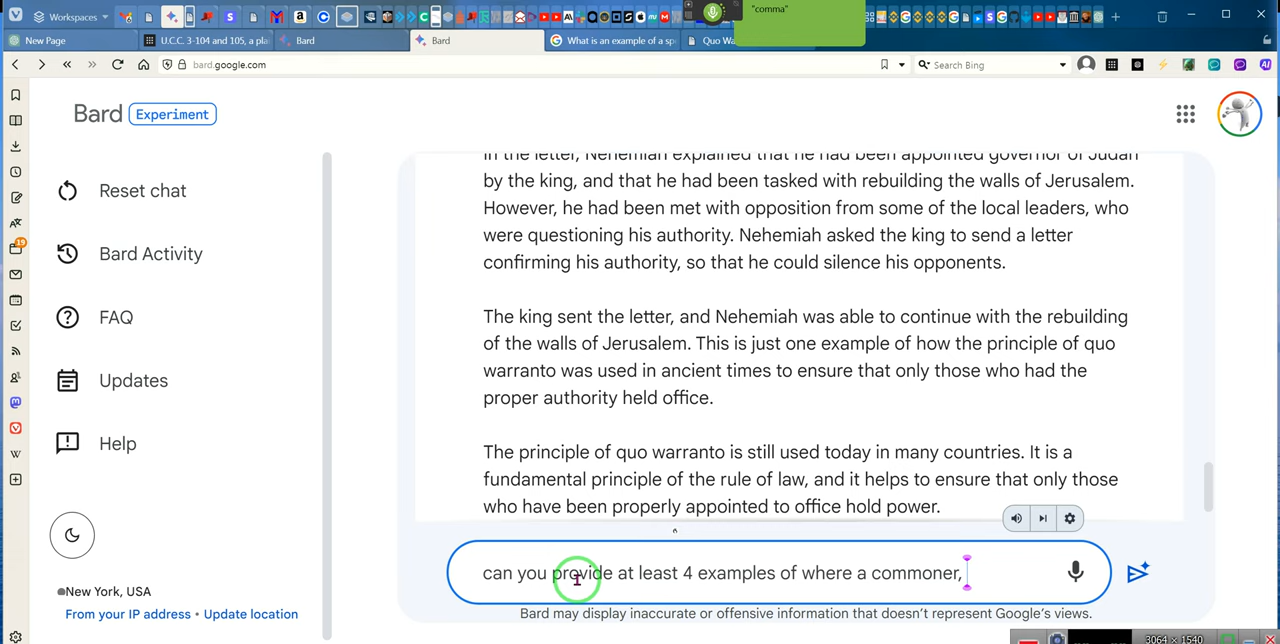 Workspaces
"comma"
New Page
U.C.C. 3-104 and 105, a pla
Bard
Bard
What is an example of a sp
Quo Wa
bard.google.com
Search Bing
Bard Experiment
Reset chat
Bard Activity
FAQ
Updates
Help
19
New York, USA
From your IP address • Update location
In the letter, Nehemiah explained that he had been appointed governor of Judah
by the king, and that he had been tasked with rebuilding the walls of Jerusalem.
However, he had been met with opposition from some of the local leaders, who
were questioning his authority. Nehemiah asked the king to send a letter
confirming his authority, so that he could silence his opponents.
The king sent the letter, and Nehemiah was able to continue with the rebuilding
of the walls of Jerusalem. This is just one example of how the principle of quo
warranto was used in ancient times to ensure that only those who had the
proper authority held office.
The principle of quo warranto is still used today in many countries. It is a
fundamental principle of the rule of law, and it helps to ensure that only those
who have been properly appointed to office hold power.
can you provide at least 4 examples of where a commoner,
Bard may display inaccurate or offensive information that doesn't represent Google's views.
3064 × 1540